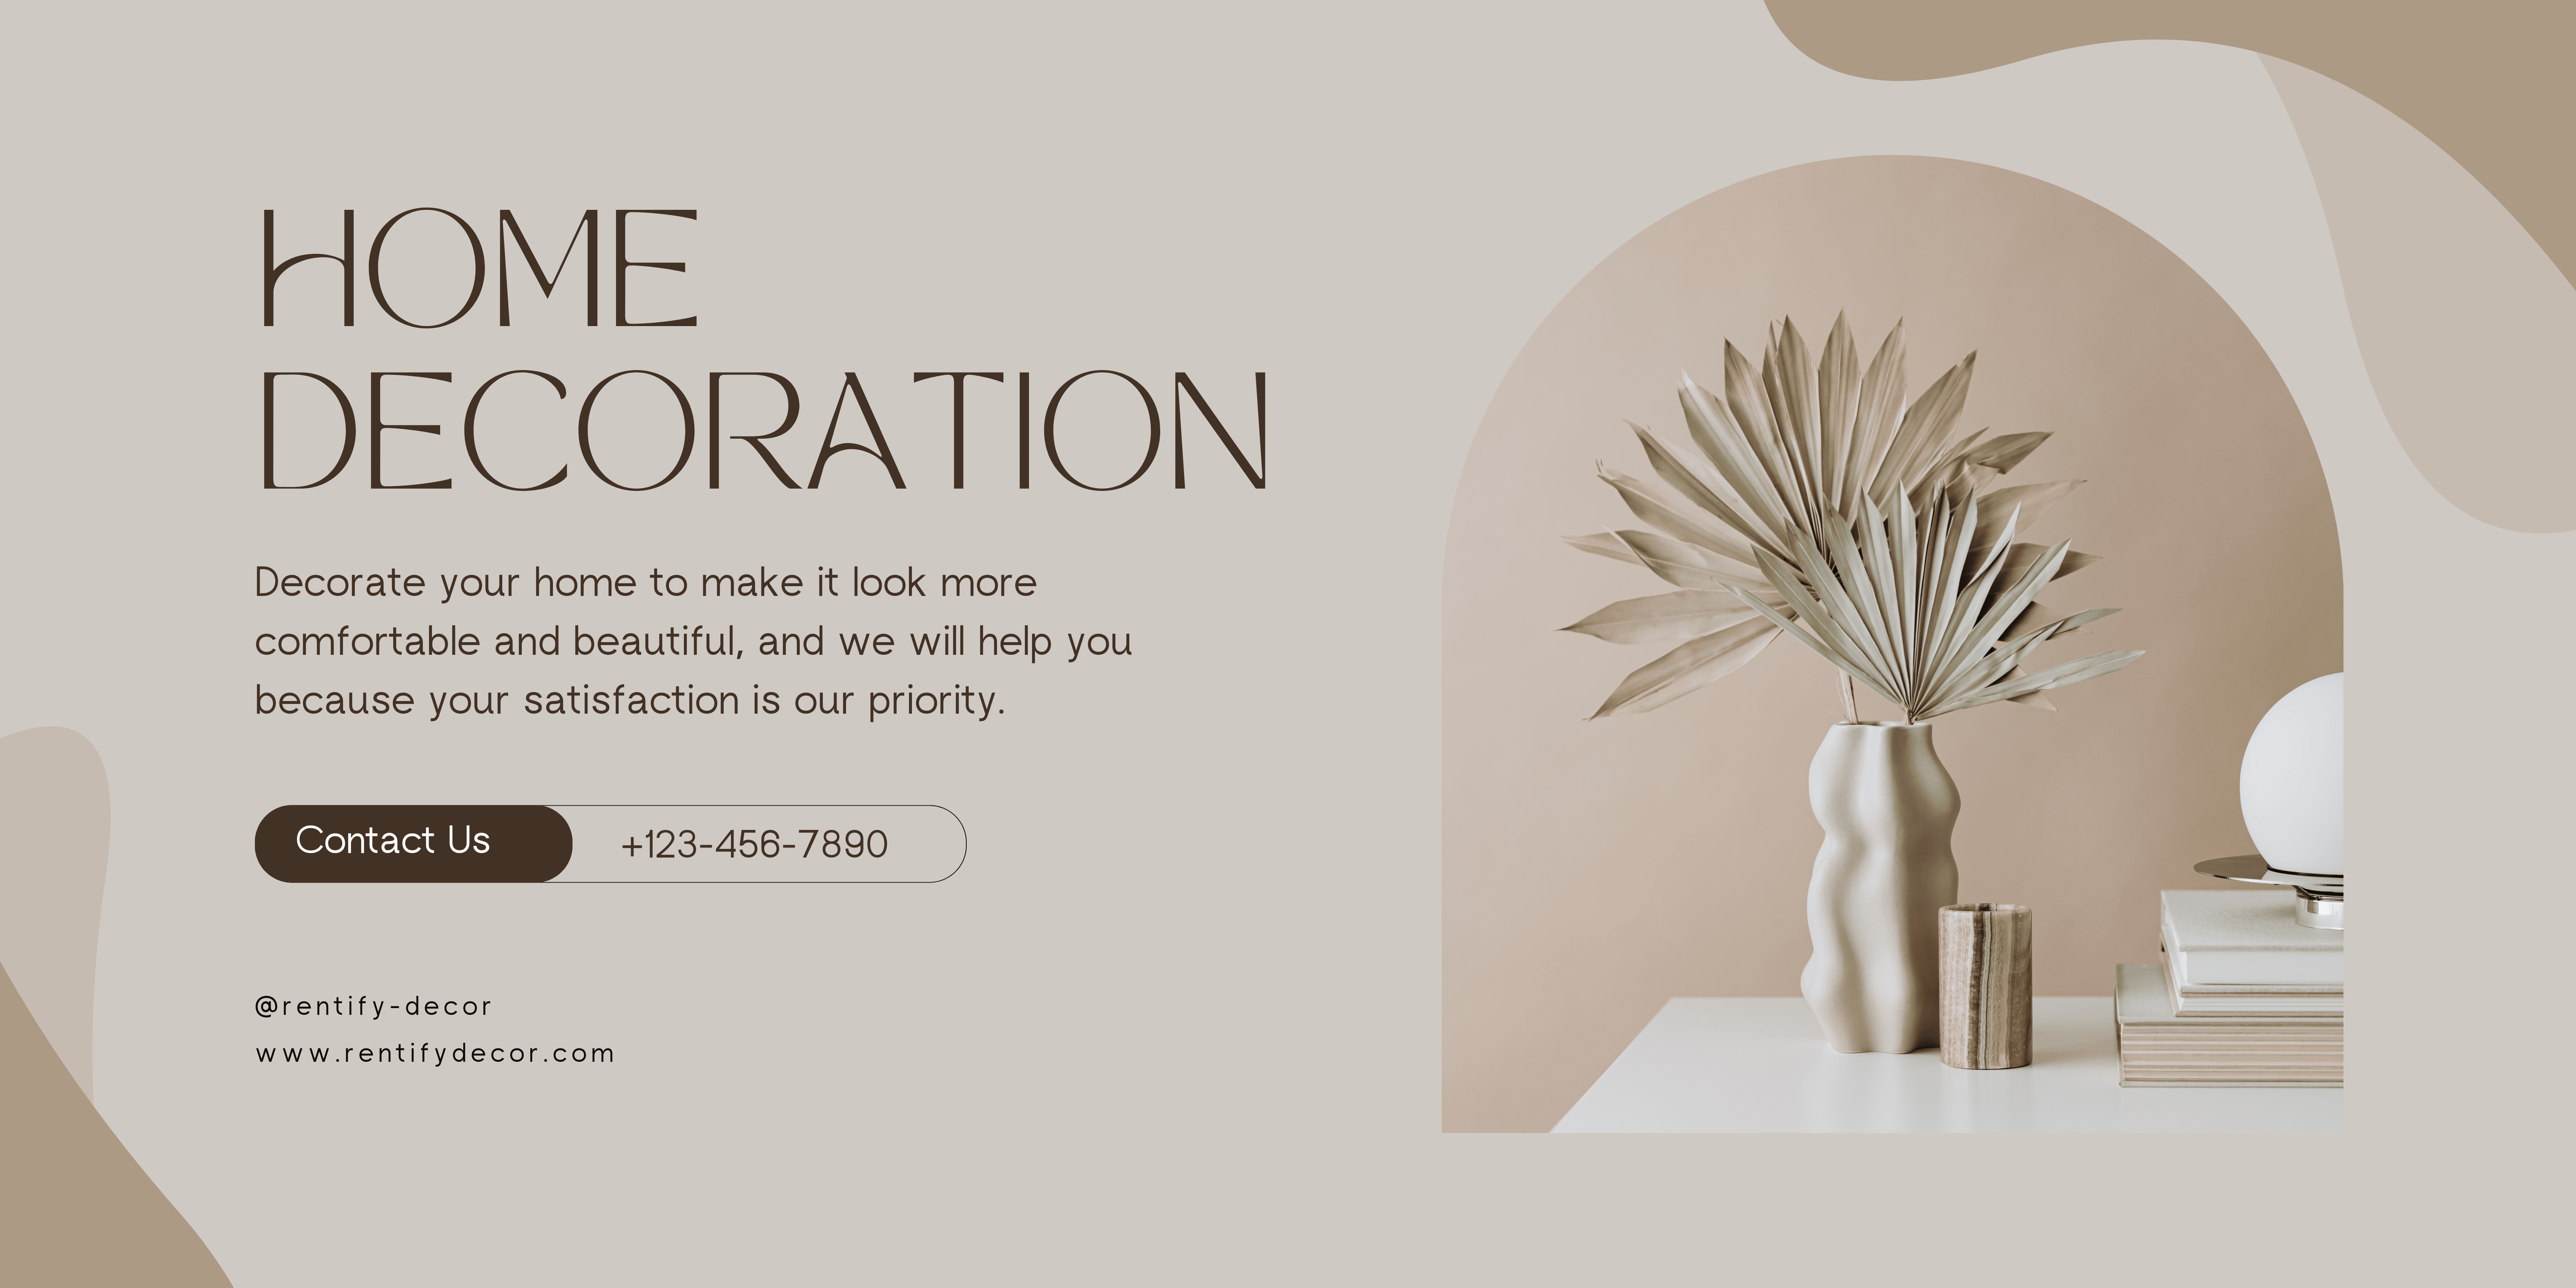 HOME
DECORATION
Decorate your home to make it look more
comfortable and beautiful, and we will help you
because your satisfaction is our priority.
Contact Us
+123-456-7890
@rentify-decor
www.rentifydecor.com